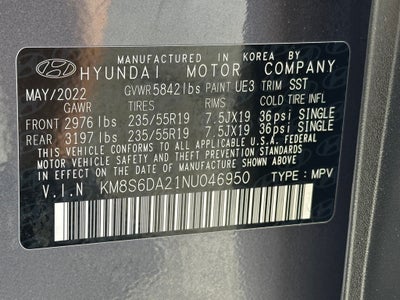 MANUFACTURED IN KOREA BY
HYUNDAI MOTOR COMPANY
MAY/2022 GVWR 5842lbs PAINT UE3 TRIM SST
GAWR TIRES RIMS COLD TIRE INFL
FRONT 2976 lbs 235/55R19 7.5JX19 36psi SINGLE
REAR 3197 lbs 235/55R19 7.5JX19 36psi SINGLE
THIS VEHICLE CONFORMS TO ALL APPLICABLE U.S.A. FEDERAL
MOTOR VEHICLE SAFETY, BUMPER, AND THEFT PREVENTION STANDARDS
IN EFFECT ON THE DATE OF MANUFACTURE SHOWN ABOVE.
V.I.N KM8S6DA21NU046950
TYPE: MPV